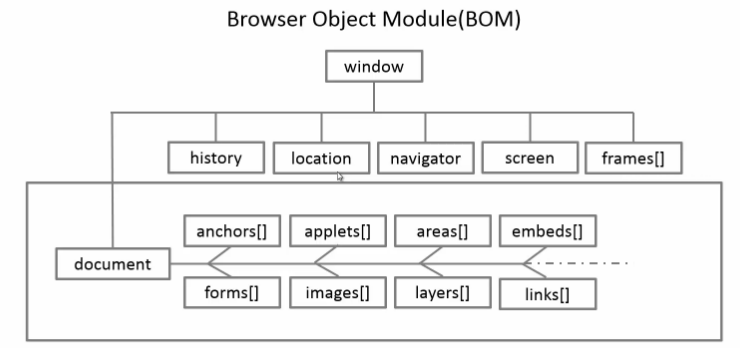 Browser Object Module(BOM)
window
history location navigator screen frames[]
anchors[] applets[] areas[] embeds[]
document
forms[] images[] layers[] links[]